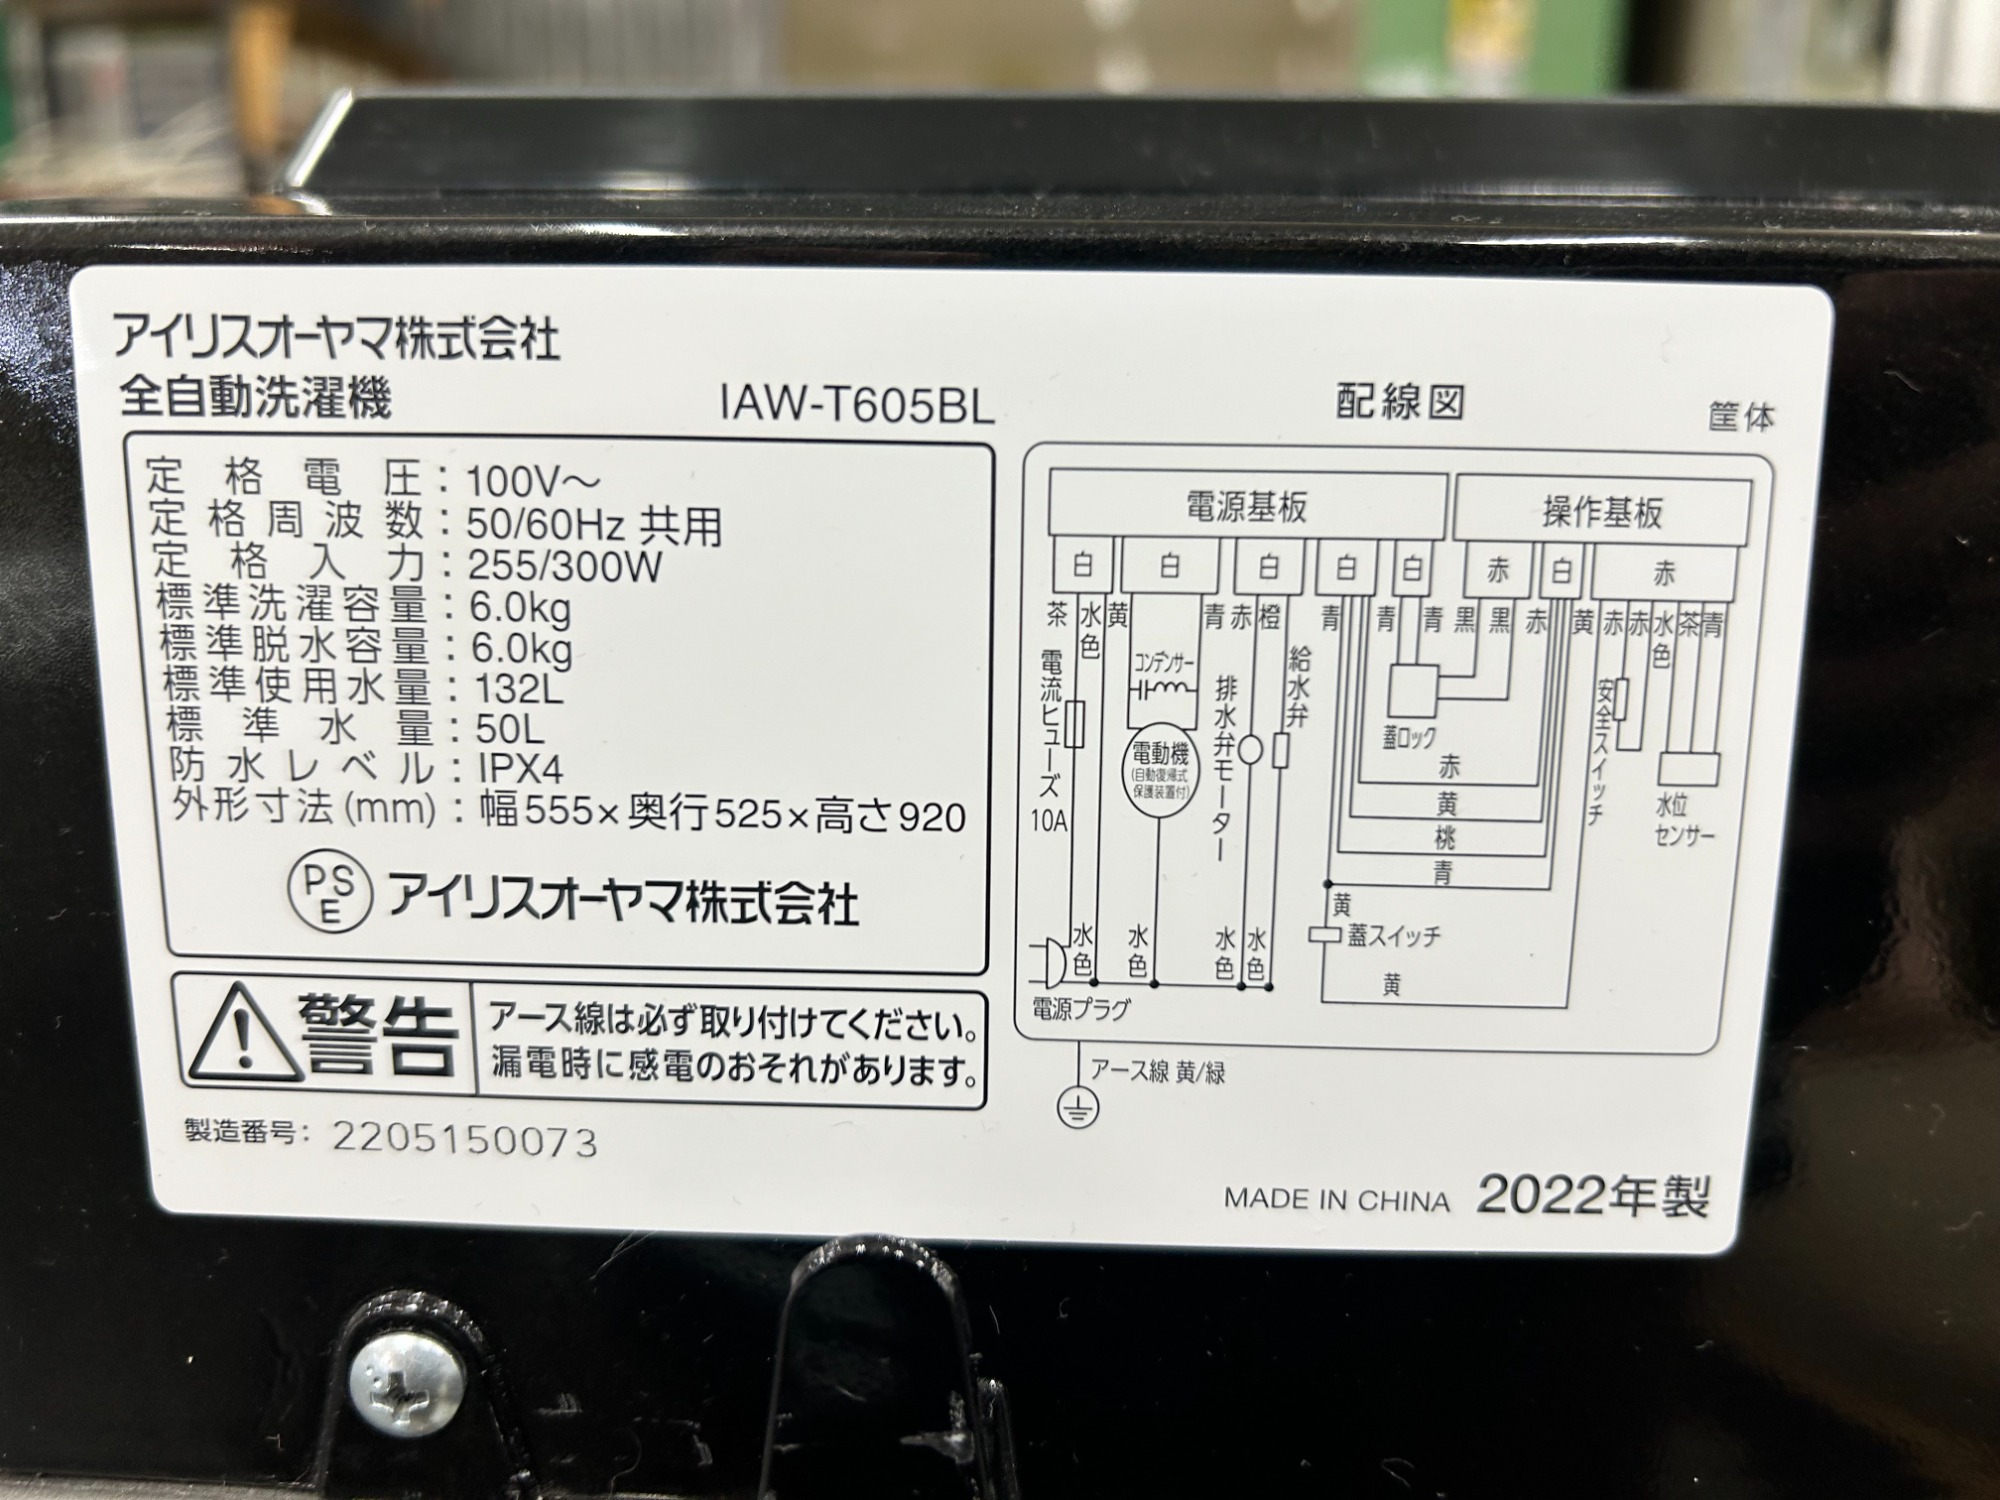 アイリスオーヤマ株式会社
全自動洗濯機 IAW-T605BL
定格電圧：100V〜
定格周波数：50/60Hz 共用
定格入力：255/300W
標準洗濯容量：6.0kg
標準脱水容量：6.0kg
標準使用水量：132L
標準水量：50L
防水レベル：IPX4
外形寸法(mm)：幅555×奥行525×高さ920
PSE アイリスオーヤマ株式会社
警告
アース線は必ず取り付けてください。
漏電時に感電のおそれがあります。
製造番号：2205150073
配線図 筐体
電源基板 操作基板
白 白 白 白 白 赤 白 赤
茶 水色 黄 青 赤 橙 青 青 青 黒 黒 赤 黄 赤 赤 水色 茶 青
電流ヒューズ 10A
コンデンサー
電動機
(自動復帰式
保護装置付)
排水弁モーター
給水弁
蓋ロック
安全スイッチ
水位
センサー
赤
黄
桃
青
黄
蓋スイッチ
黄
水色 水色 水色 水色
電源プラグ
アース線 黄/緑
MADE IN CHINA 2022年製